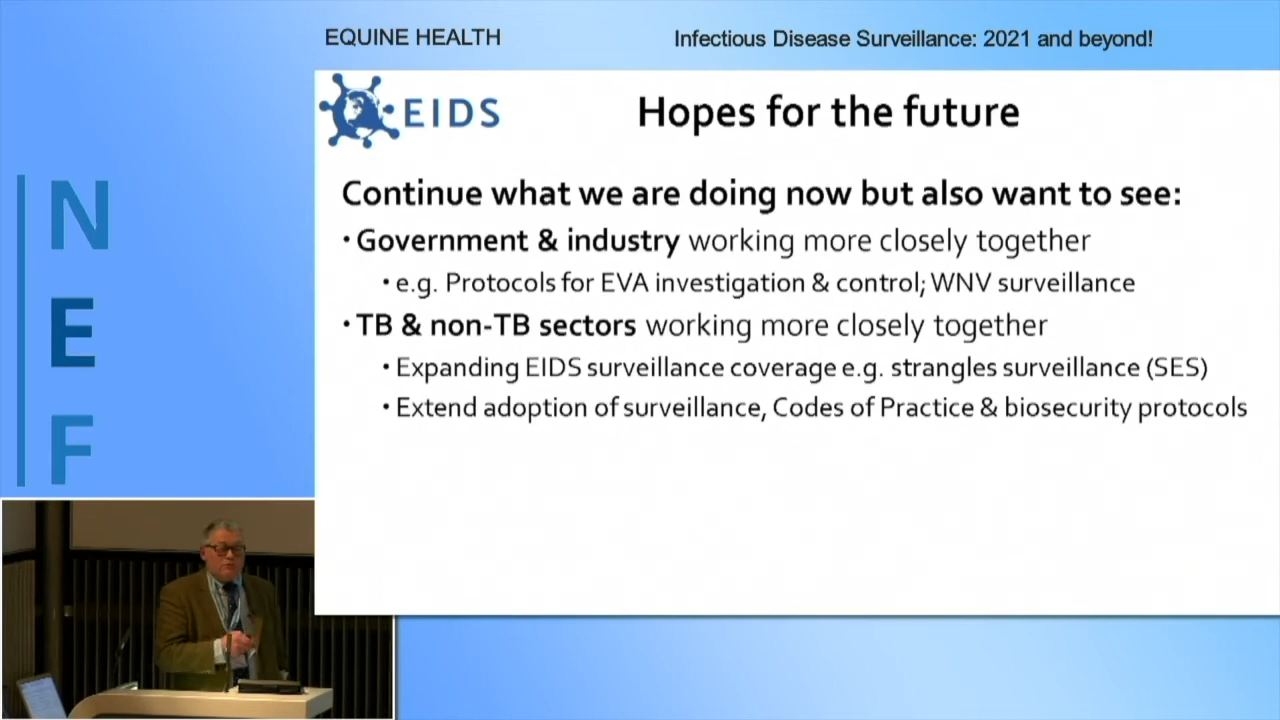 EQUINE HEALTH
Infectious Disease Surveillance: 2021 and beyond!
EIDS
Hopes for the future
Continue what we are doing now but also want to see:
• Government & industry working more closely together
• e.g. Protocols for EVA investigation & control; WNV surveillance
• TB & non-TB sectors working more closely together
• Expanding EIDS surveillance coverage e.g. strangles surveillance (SES)
• Extend adoption of surveillance, Codes of Practice & biosecurity protocols
N
E
F